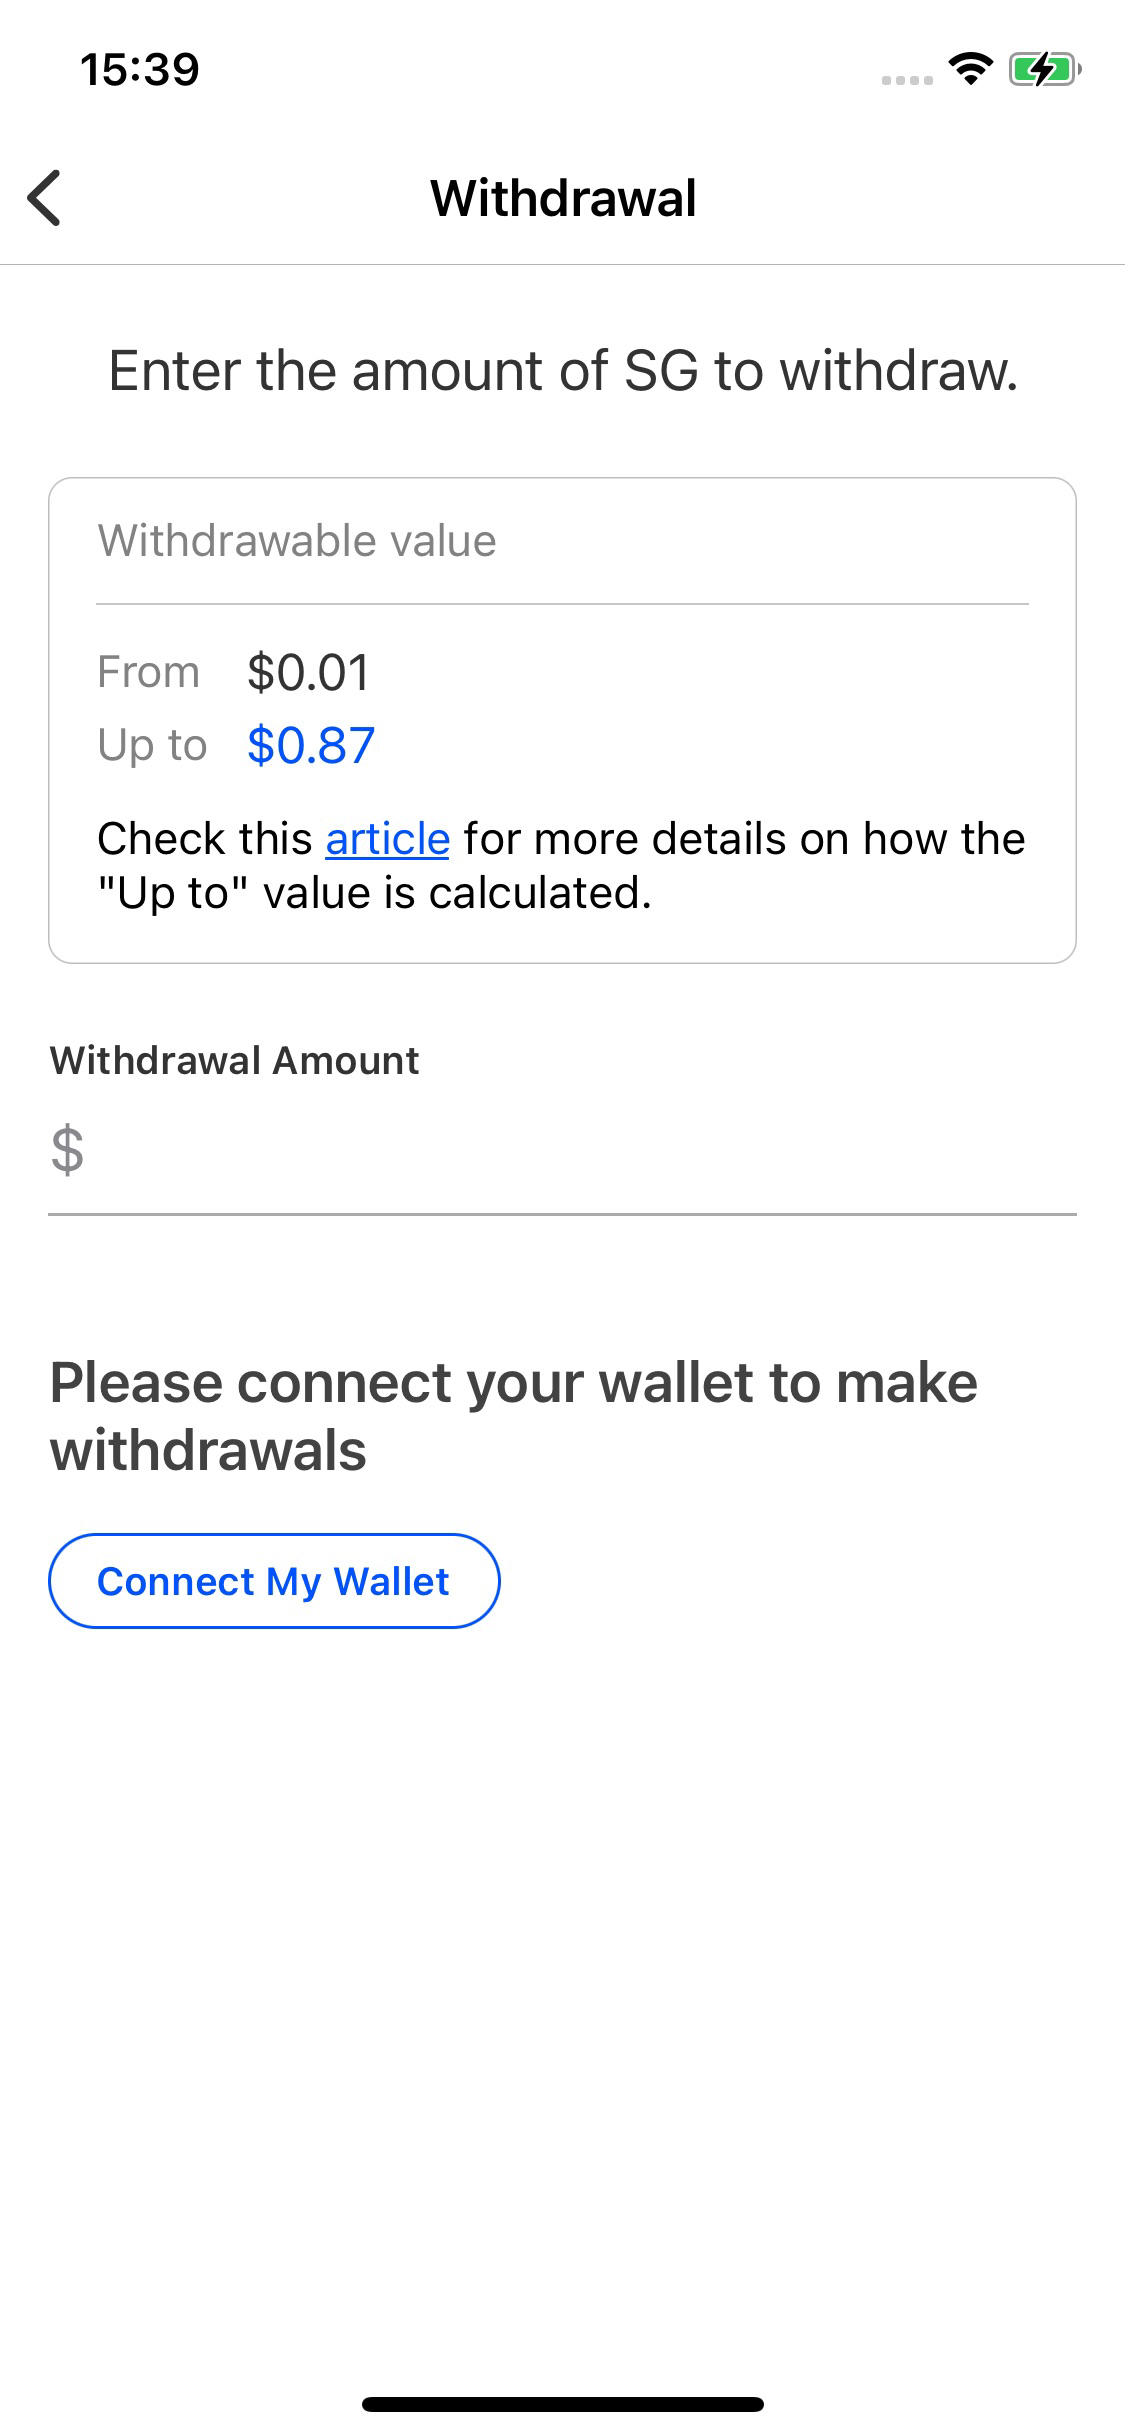 15:39
Withdrawal
Enter the amount of SG to withdraw.
Withdrawable value
From $0.01
Up to $0.87
Check this article for more details on how the
"Up to" value is calculated.
Withdrawal Amount
$
Please connect your wallet to make
withdrawals
Connect My Wallet